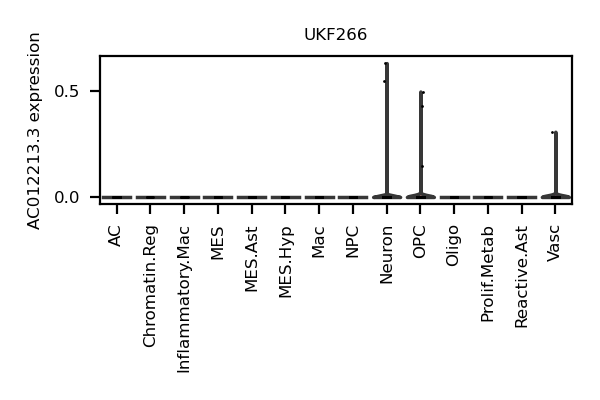 UKF266
AC012213.3 expression
0.5
0.0
AC
Chromatin.Reg
Inflammatory.Mac
MES
MES.Ast
MES.Hyp
Mac
NPC
Neuron
OPC
Oligo
Prolif.Metab
Reactive.Ast
Vasc